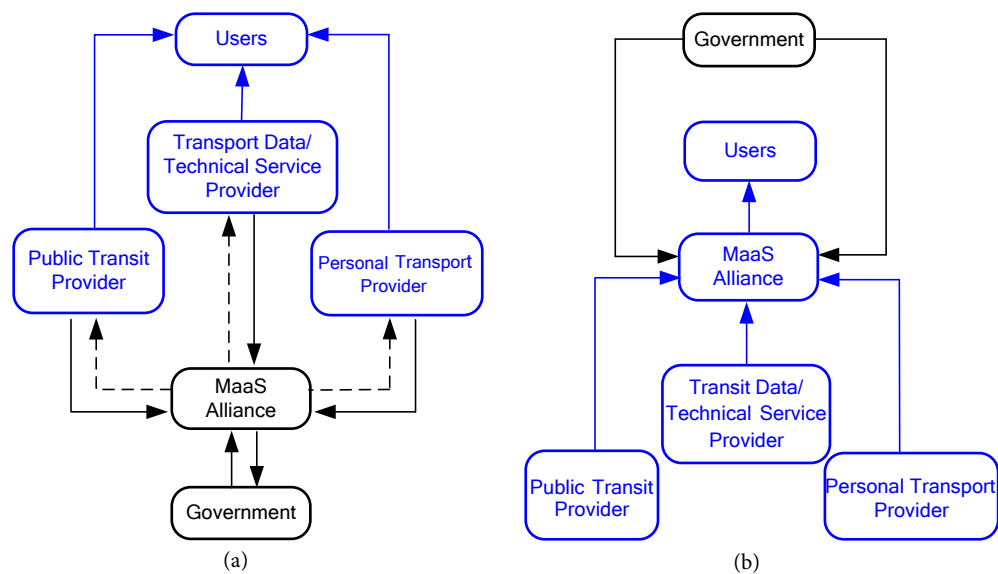 Users
Transport Data/
Technical Service
Provider
Public Transit
Provider
Personal Transport
Provider
MaaS
Alliance
Government
(a)
Government
Users
MaaS
Alliance
Transit Data/
Technical Service
Provider
Public Transit
Provider
Personal Transport
Provider
(b)